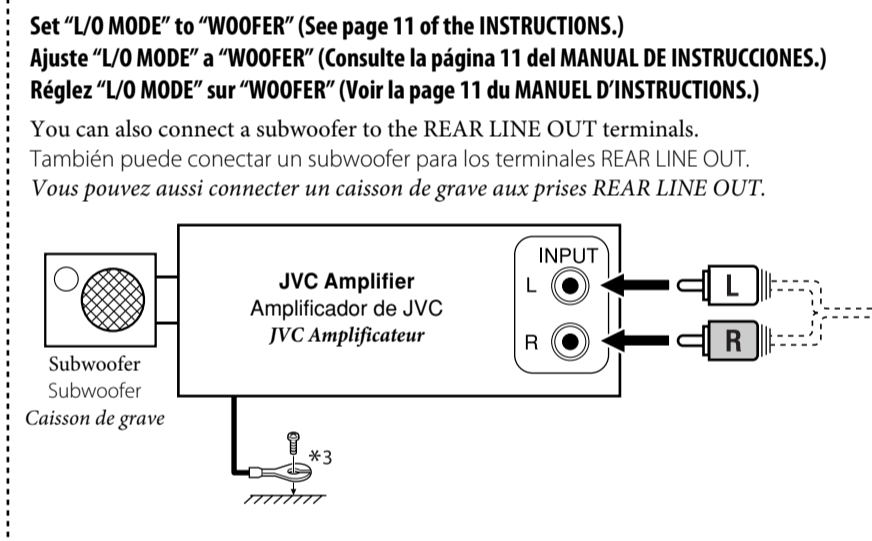 Set “L/O MODE” to “WOOFER” (See page 11 of the INSTRUCTIONS.)
Ajuste “L/O MODE” a “WOOFER” (Consulte la página 11 del MANUAL DE INSTRUCCIONES.)
Réglez “L/O MODE” sur “WOOFER” (Voir la page 11 du MANUEL D’INSTRUCTIONS.)
You can also connect a subwoofer to the REAR LINE OUT terminals.
También puede conectar un subwoofer para los terminales REAR LINE OUT.
Vous pouvez aussi connecter un caisson de grave aux prises REAR LINE OUT.
JVC Amplifier
Amplificador de JVC
JVC Amplificateur
INPUT
L
R
L
R
Subwoofer
Subwoofer
Caisson de grave
*3